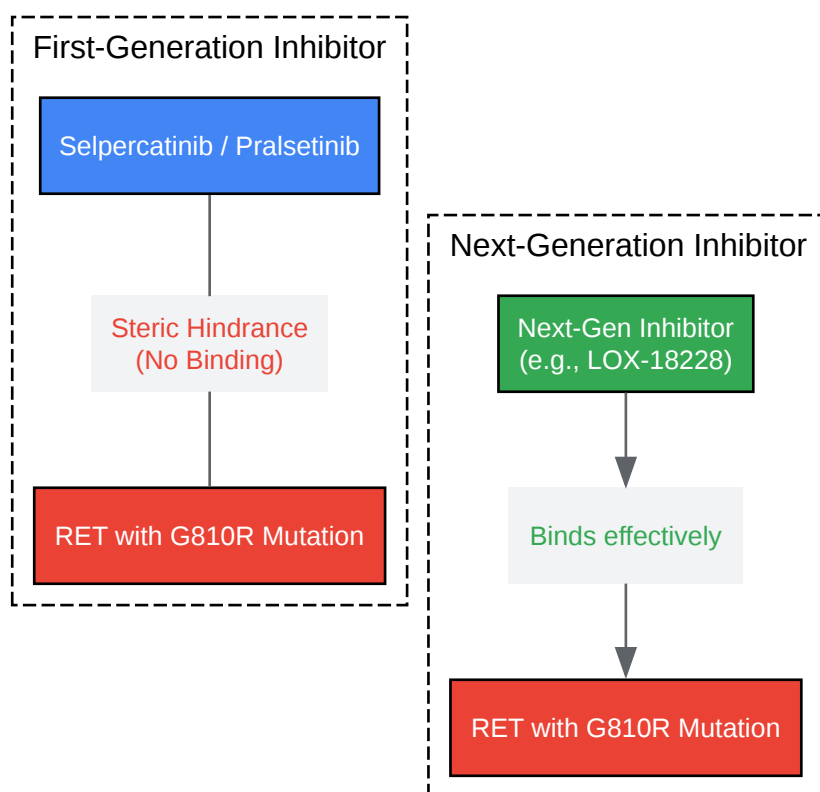 First-Generation Inhibitor
Selpercatinib / Pralsetinib
Steric Hindrance
(No Binding)
RET with G810R Mutation
Next-Generation Inhibitor
Next-Gen Inhibitor
(e.g., LOX-18228)
Binds effectively
RET with G810R Mutation